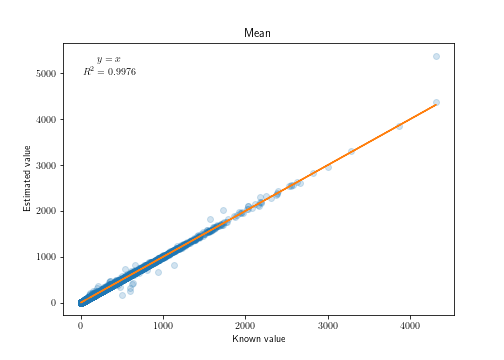 Mean
y = x
R² = 0.9976
5000
4000
3000
2000
1000
0
Estimated value
0 1000 2000 3000 4000
Known value